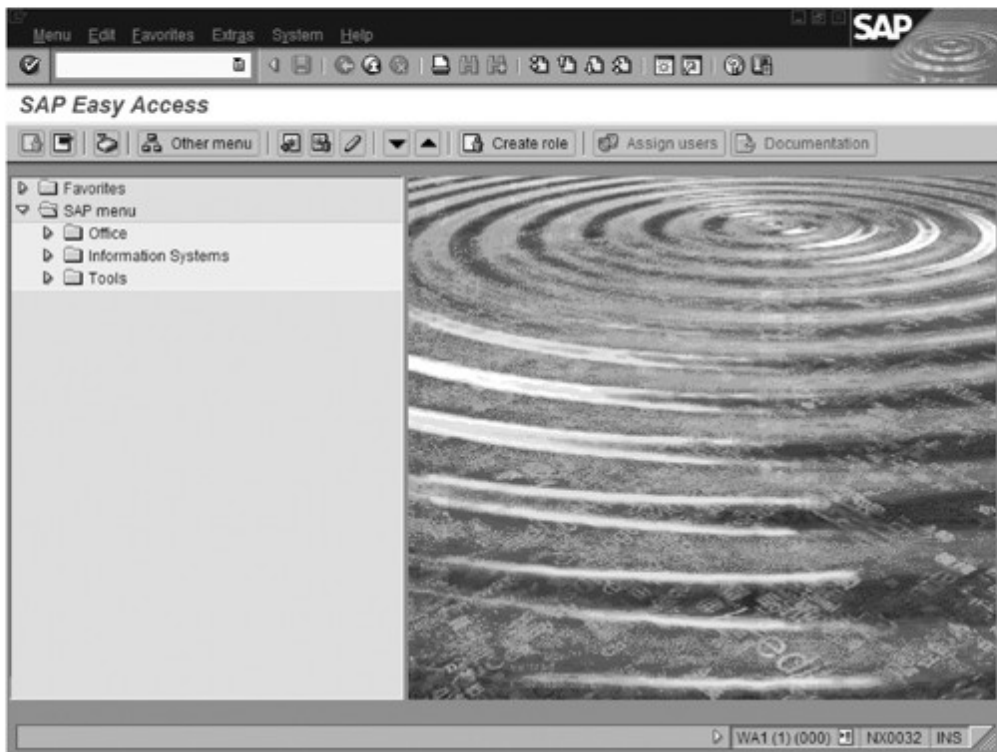 SAP
Menu Edit Favorites Extras System Help
SAP Easy Access
Other menu Create role Assign users Documentation
Favorites
SAP menu
Office
Information Systems
Tools
WA1 (1) (000) NX0032 INS